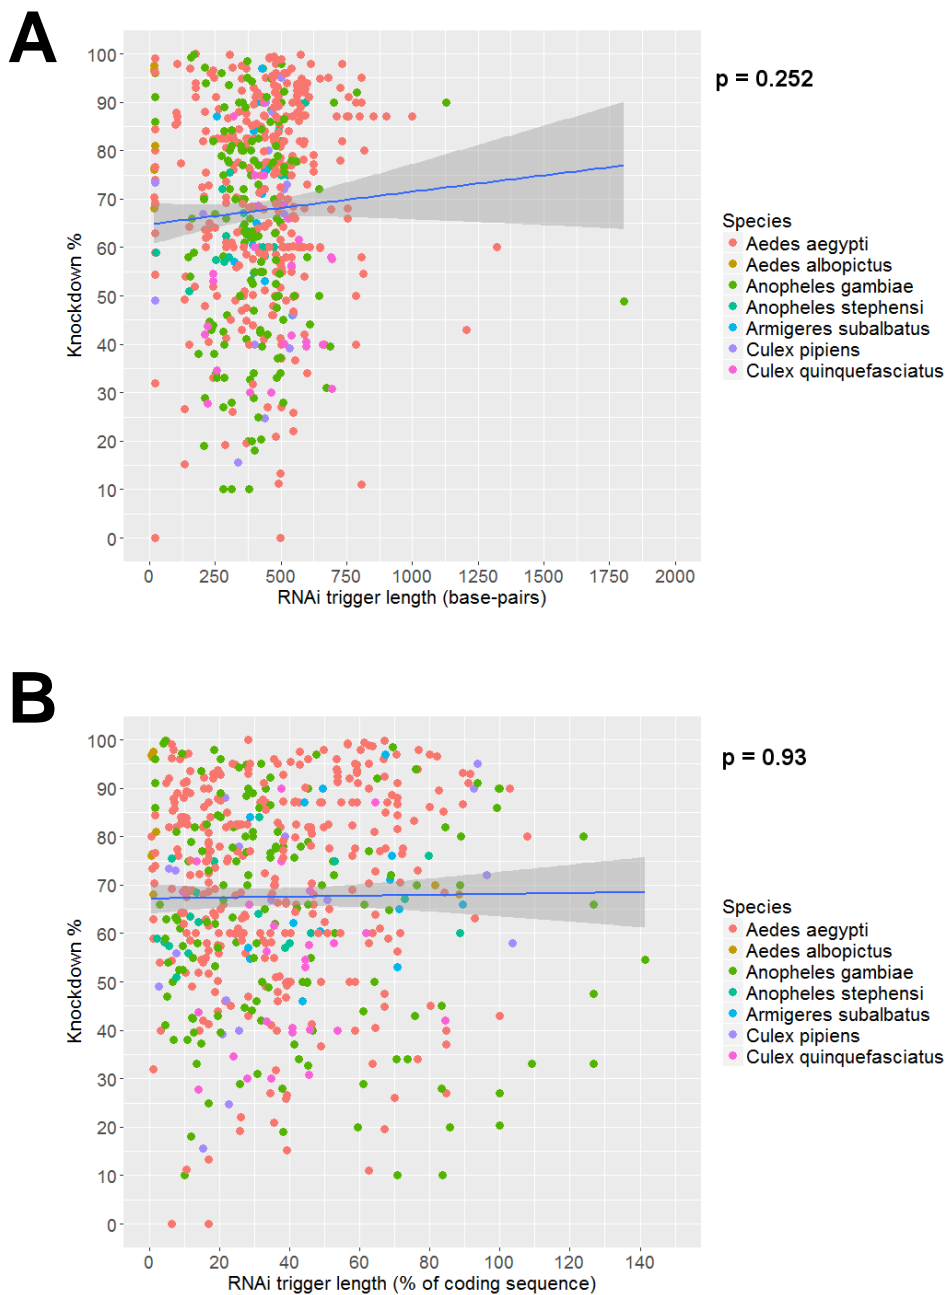 A
p = 0.252
Knockdown %
100
90
80
70
60
50
40
30
20
10
0
0 250 500 750 1000 1250 1500 1750 2000
RNAi trigger length (base-pairs)
Species
Aedes aegypti
Aedes albopictus
Anopheles gambiae
Anopheles stephensi
Armigeres subalbatus
Culex pipiens
Culex quinquefasciatus
B
p = 0.93
Knockdown %
100
90
80
70
60
50
40
30
20
10
0
0 20 40 60 80 100 120 140
RNAi trigger length (% of coding sequence)
Species
Aedes aegypti
Aedes albopictus
Anopheles gambiae
Anopheles stephensi
Armigeres subalbatus
Culex pipiens
Culex quinquefasciatus